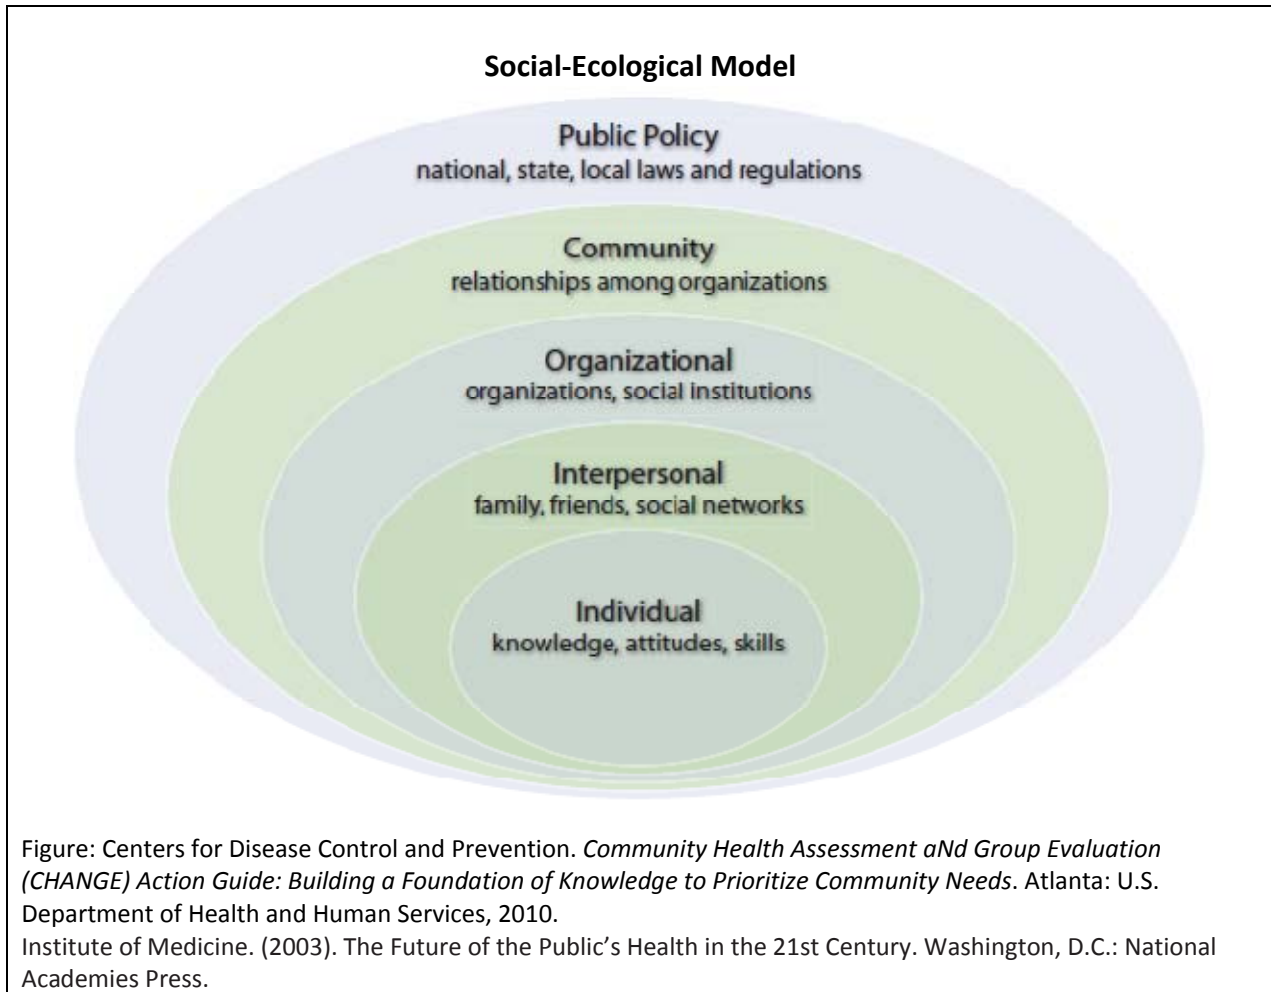 Social-Ecological Model
Public Policy
national, state, local laws and regulations
Community
relationships among organizations
Organizational
organizations, social institutions
Interpersonal
family, friends, social networks
Individual
knowledge, attitudes, skills
Figure: Centers for Disease Control and Prevention. Community Health Assessment aNd Group Evaluation
(CHANGE) Action Guide: Building a Foundation of Knowledge to Prioritize Community Needs. Atlanta: U.S.
Department of Health and Human Services, 2010.
Institute of Medicine. (2003). The Future of the Public’s Health in the 21st Century. Washington, D.C.: National
Academies Press.